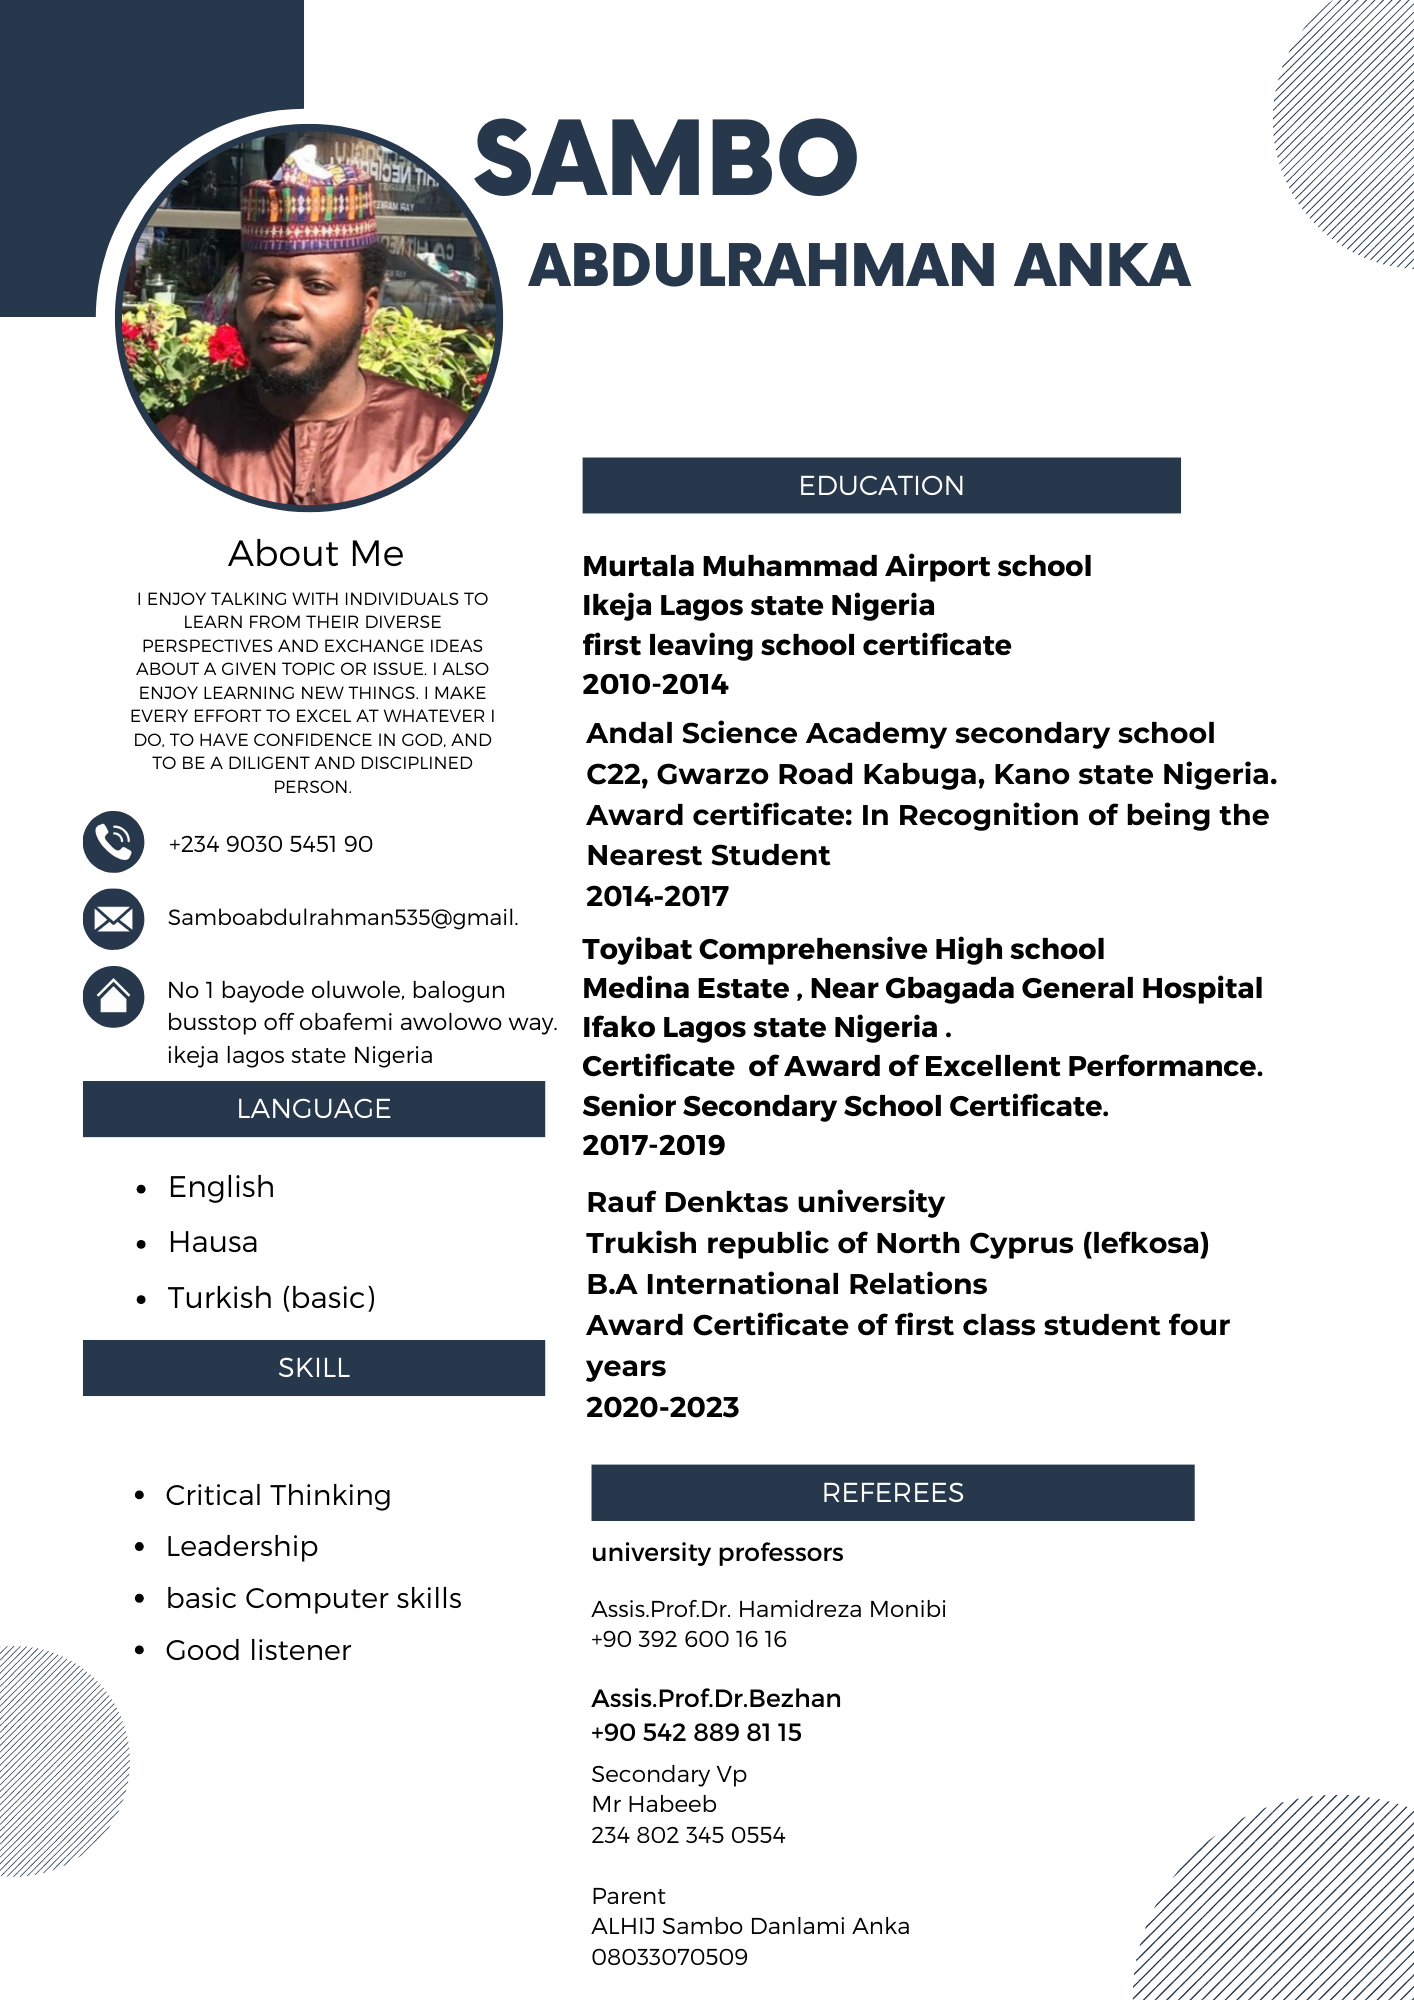 SAMBO
ABDULRAHMAN ANKA
About Me
I ENJOY TALKING WITH INDIVIDUALS TO
LEARN FROM THEIR DIVERSE
PERSPECTIVES AND EXCHANGE IDEAS
ABOUT A GIVEN TOPIC OR ISSUE. I ALSO
ENJOY LEARNING NEW THINGS. I MAKE
EVERY EFFORT TO EXCEL AT WHATEVER I
DO, TO HAVE CONFIDENCE IN GOD, AND
TO BE A DILIGENT AND DISCIPLINED
PERSON.
+234 9030 5451 90
Samboabdulrahman535@gmail.
No 1 bayode oluwole, balogun
busstop off obafemi awolowo way.
ikeja lagos state Nigeria
LANGUAGE
• English
• Hausa
• Turkish (basic)
SKILL
• Critical Thinking
• Leadership
• basic Computer skills
• Good listener
EDUCATION
Murtala Muhammad Airport school
Ikeja Lagos state Nigeria
first leaving school certificate
2010-2014
Andal Science Academy secondary school
C22, Gwarzo Road Kabuga, Kano state Nigeria.
Award certificate: In Recognition of being the
Nearest Student
2014-2017
Toyibat Comprehensive High school
Medina Estate , Near Gbagada General Hospital
Ifako Lagos state Nigeria .
Certificate  of Award of Excellent Performance.
Senior Secondary School Certificate.
2017-2019
Rauf Denktas university
Trukish republic of North Cyprus (lefkosa)
B.A International Relations
Award Certificate of first class student four
years
2020-2023
REFEREES
university professors
Assis.Prof.Dr. Hamidreza Monibi
+90 392 600 16 16
Assis.Prof.Dr.Bezhan
+90 542 889 81 15
Secondary Vp
Mr Habeeb
234 802 345 0554
Parent
ALHIJ Sambo Danlami Anka
08033070509